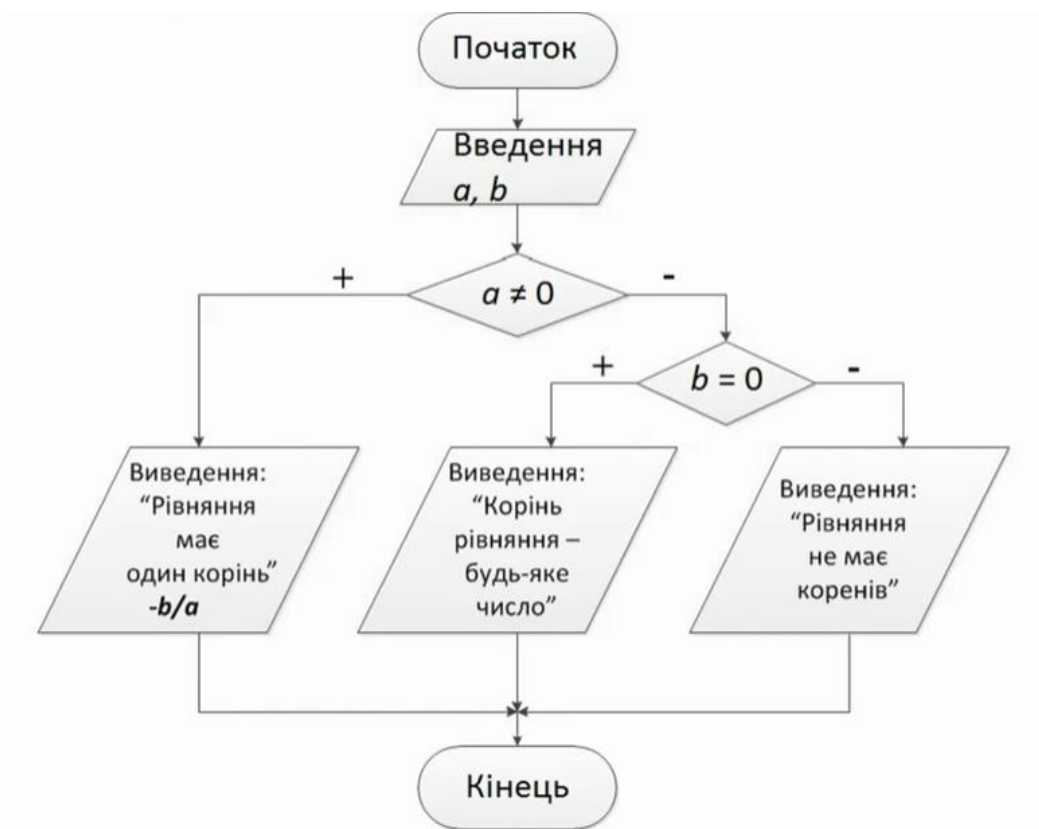 Початок
Введення
a, b
+
a ≠ 0
-
+
b = 0
-
Виведення:
“Рівняння
має
один корінь”
-b/a
Виведення:
“Корінь
рівняння –
будь-яке
число”
Виведення:
“Рівняння
не має
коренів”
Кінець